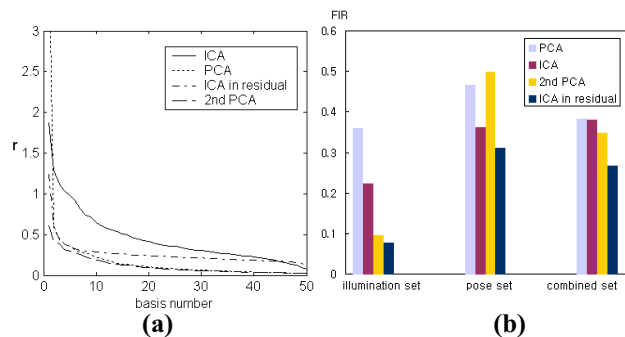 3
2.5
2
r
1.5
1
0.5
0
0
10
20
30
40
50
basis number
ICA
PCA
ICA in residual
2nd PCA
(a)
FIR
0.6
0.5
0.4
0.3
0.2
0.1
0
PCA
ICA
2nd PCA
ICA in residual
illumination set
pose set
combined set
(b)